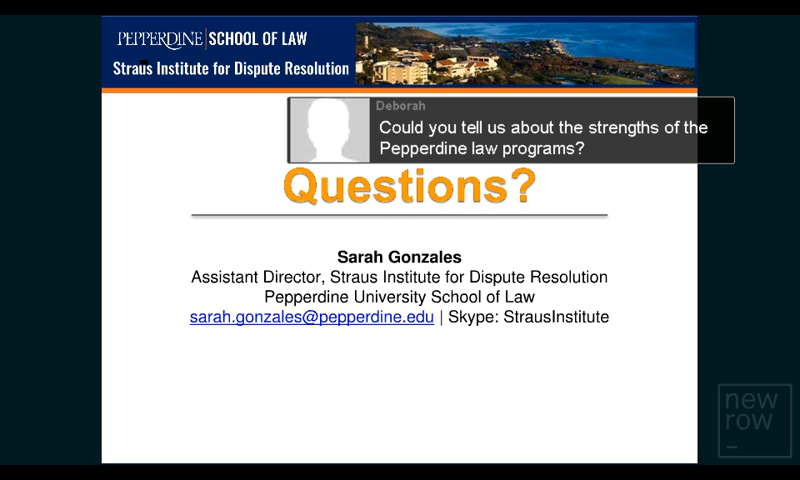 PEPPERDINE | SCHOOL OF LAW
Straus Institute for Dispute Resolution
Deborah
Could you tell us about the strengths of the
Pepperdine law programs?
Questions?
Sarah Gonzales
Assistant Director, Straus Institute for Dispute Resolution
Pepperdine University School of Law
sarah.gonzales@pepperdine.edu | Skype: StrausInstitute
new
row